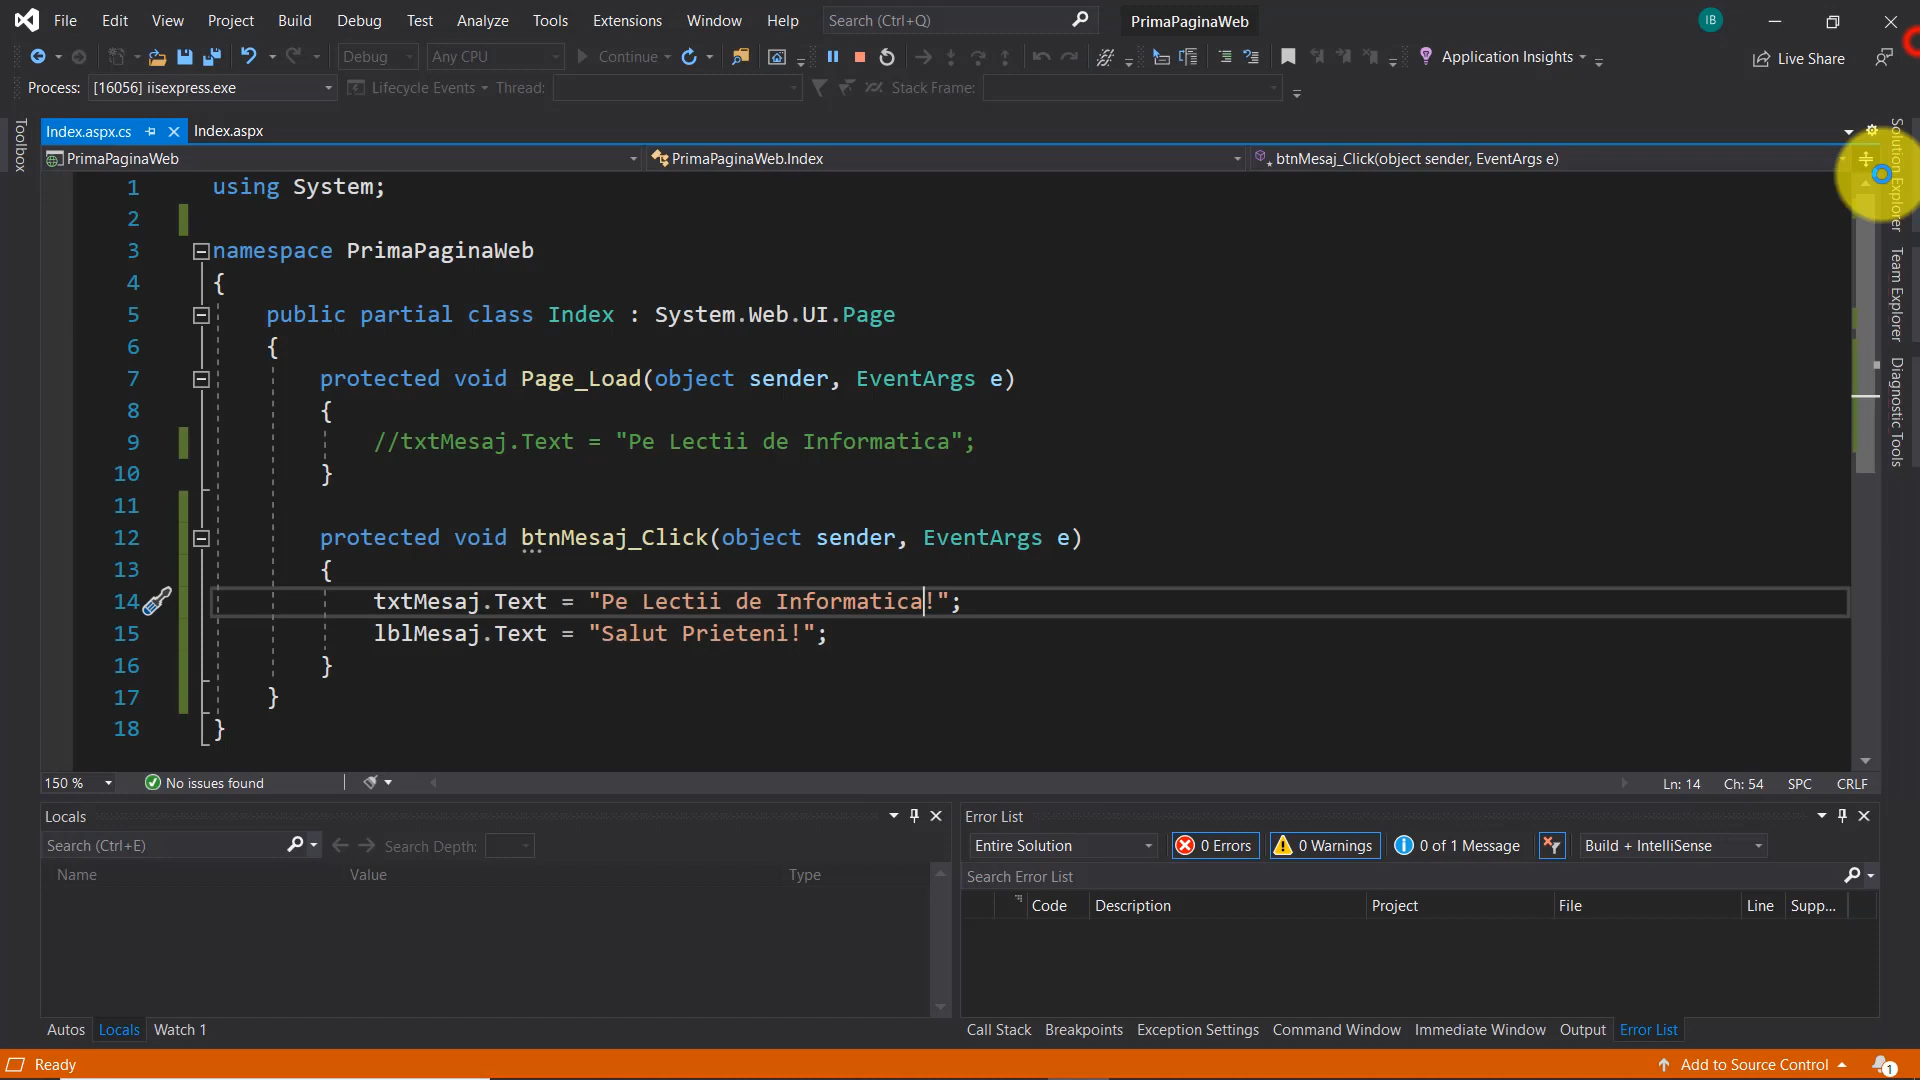 File Edit View Project Build Debug Test Analyze Tools Extensions Window Help Search (Ctrl+Q) PrimaPaginaWeb IB
Debug Any CPU Continue Application Insights Live Share
Process: [16056] iisexpress.exe Lifecycle Events Thread: Stack Frame:
Toolbox
Index.aspx.cs Index.aspx
PrimaPaginaWeb PrimaPaginaWeb.Index btnMesaj_Click(object sender, EventArgs e)
1 using System;
2
3 namespace PrimaPaginaWeb
4 {
5 public partial class Index : System.Web.UI.Page
6 {
7 protected void Page_Load(object sender, EventArgs e)
8 {
9 //txtMesaj.Text = "Pe Lectii de Informatica";
10 }
11
12 protected void btnMesaj_Click(object sender, EventArgs e)
13 {
14 txtMesaj.Text = "Pe Lectii de Informatica!";
15 lblMesaj.Text = "Salut Prieteni!";
16 }
17 }
18 }
Solution Explorer
Team Explorer
Diagnostic Tools
150 % No issues found Ln: 14 Ch: 54 SPC CRLF
Locals
Search (Ctrl+E) Search Depth:
Name Value Type
Autos Locals Watch 1
Error List
Entire Solution 0 Errors 0 Warnings 0 of 1 Message Build + IntelliSense
Search Error List
Code Description Project File Line Supp...
Call Stack Breakpoints Exception Settings Command Window Immediate Window Output Error List
Ready Add to Source Control 1